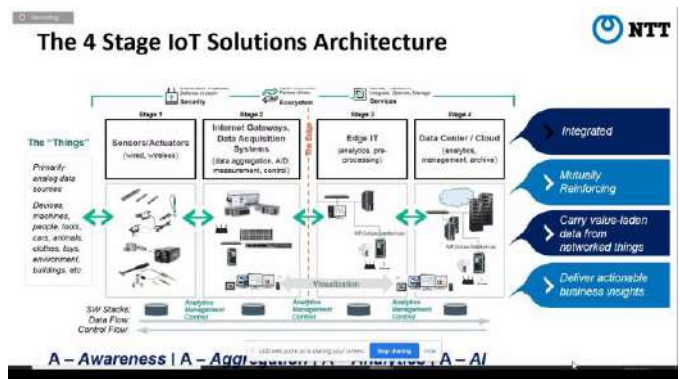 Recording
The 4 Stage IoT Solutions Architecture
NTT
Security
Ecosystem
Services
Stage 1
Stage 2
Stage 3
Stage 4
The "Things"
Sensors/Actuators
(wired, wireless)
Internet Gateways,
Data Acquisition
Systems
(data aggregation, A/D,
measurement, control)
The Edge
Edge IT
(analytics, pre-
processing)
Data Center / Cloud
(analytics,
management, archive)
Primarily
analog data
sources
Devices,
machines,
people, tools,
cars, animals,
clothes, toys,
environment,
buildings, etc.
Visualization
SW Stacks:
Data Flow:
Control Flow:
Analytics
Management
Control
Analytics
Management
Control
Analytics
Management
Control
Integrated
Mutually
Reinforcing
Carry value-laden
data from
networked things
Deliver actionable
business insights
is sharing your screen.
Stop sharing
Hide
A – Awareness | A – Aggregation | A – Analytics | A – AI